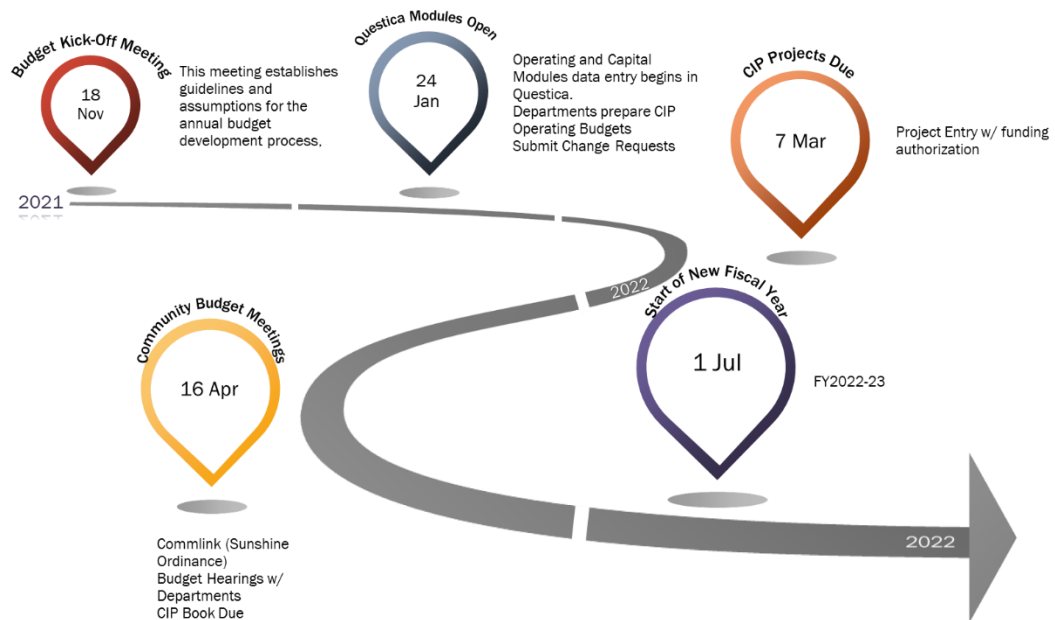 Budget Kick-Off Meeting
18
Nov
This meeting establishes
guidelines and
assumptions for the
annual budget
development process.
Questica Modules Open
24
Jan
Operating and Capital
Modules data entry begins in
Questica.
Departments prepare CIP
Operating Budgets
Submit Change Requests
CIP Projects Due
7 Mar
Project Entry w/ funding
authorization
2021
2022
Community Budget Meetings
16 Apr
Commlink (Sunshine
Ordinance)
Budget Hearings w/
Departments
CIP Book Due
Start of New Fiscal Year
1 Jul
FY2022-23
2022